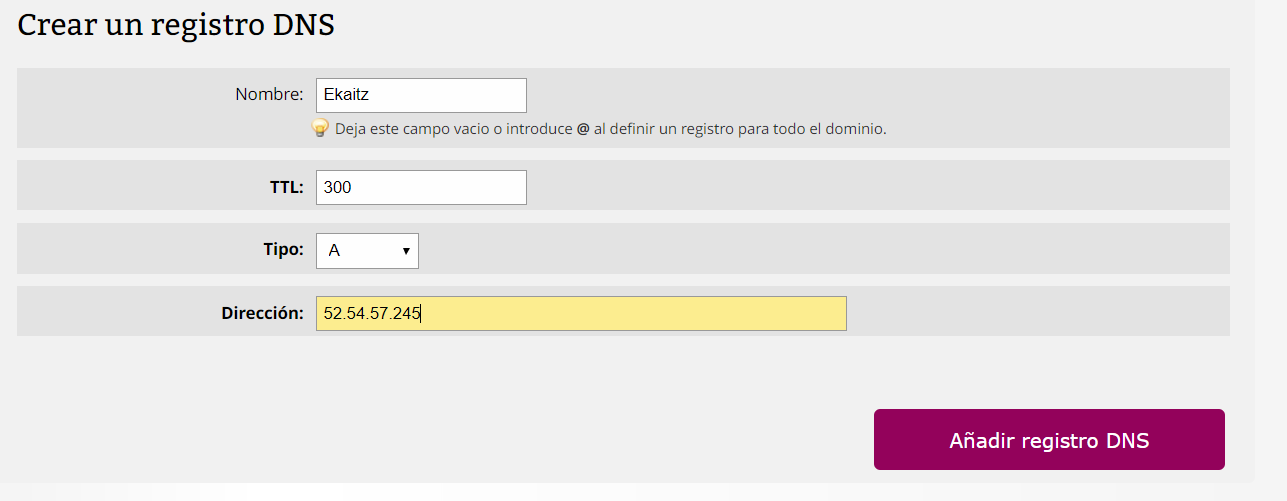 Crear un registro DNS
Nombre: Ekaitz
Deja este campo vacio o introduce @ al definir un registro para todo el dominio.
TTL: 300
Tipo: A
Dirección: 52.54.57.245
Añadir registro DNS